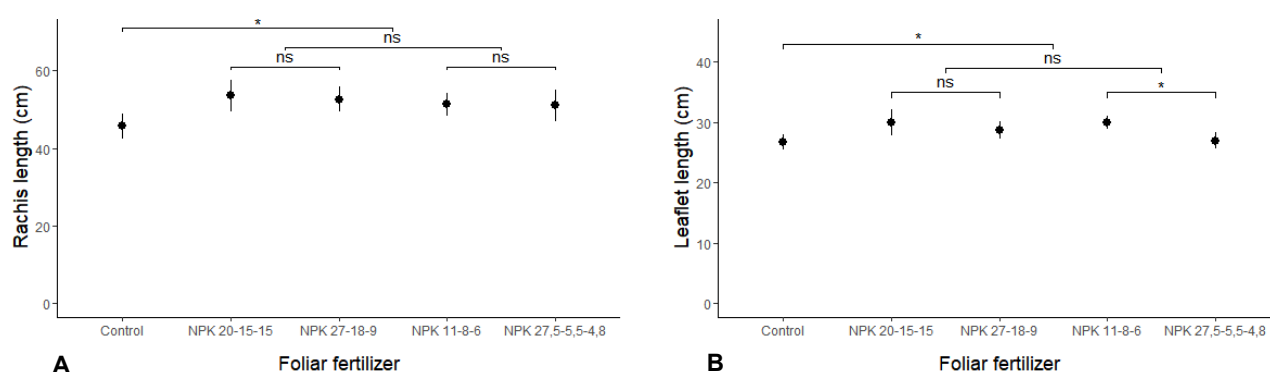 *
ns
ns
ns
60
40
20
0
Rachis length (cm)
Control
NPK 20-15-15
NPK 27-18-9
NPK 11-8-6
NPK 27,5-5,5-4,8
Foliar fertilizer
A
*
ns
ns
*
40
30
20
10
0
Leaflet length (cm)
Control
NPK 20-15-15
NPK 27-18-9
NPK 11-8-6
NPK 27,5-5,5-4,8
Foliar fertilizer
B